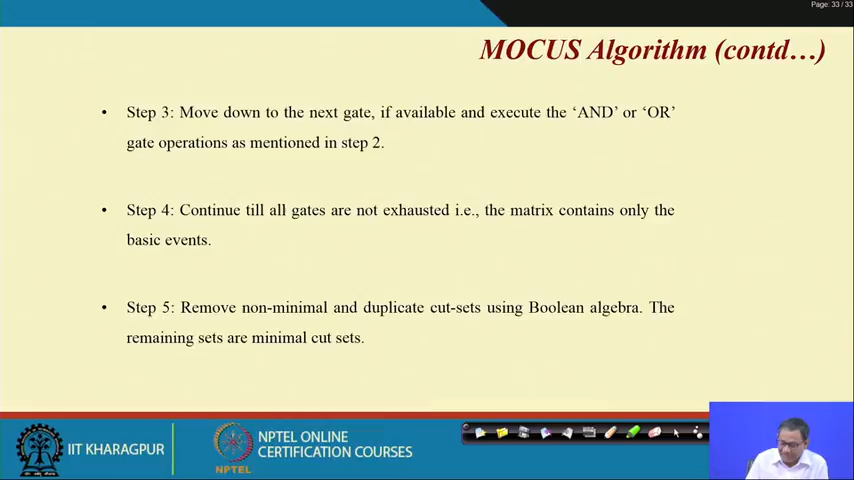 Page: 33 / 33
MOCUS Algorithm (contd…)
• Step 3: Move down to the next gate, if available and execute the ‘AND’ or ‘OR’
gate operations as mentioned in step 2.
• Step 4: Continue till all gates are not exhausted i.e., the matrix contains only the
basic events.
• Step 5: Remove non-minimal and duplicate cut-sets using Boolean algebra. The
remaining sets are minimal cut sets.
IIT KHARAGPUR
NPTEL
NPTEL ONLINE
CERTIFICATION COURSES